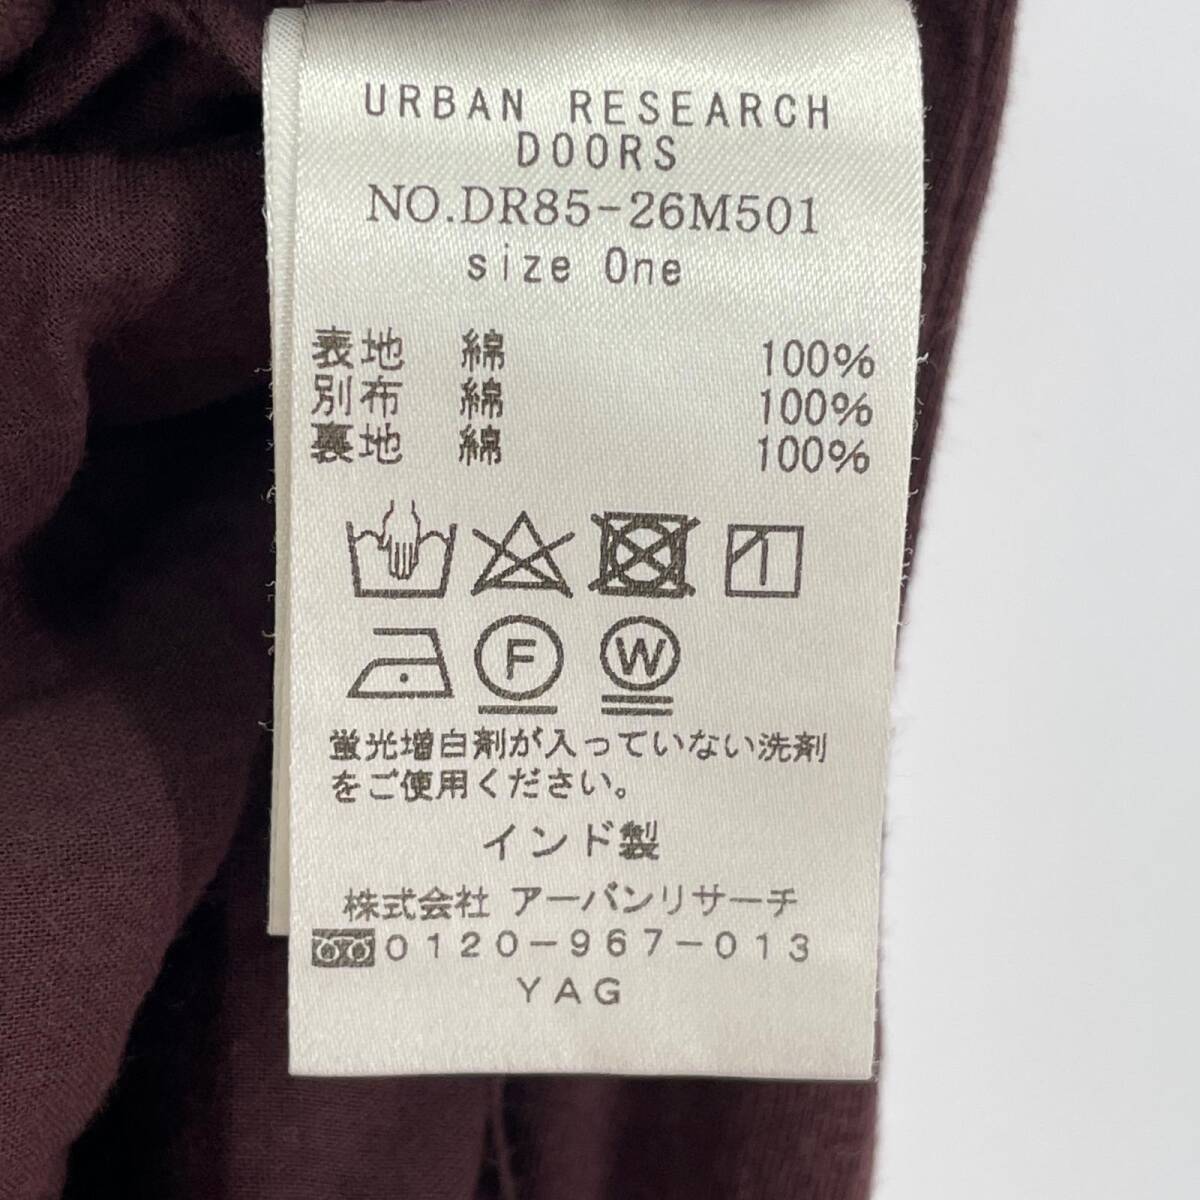 URBAN RESEARCH
DOORS
NO.DR85-26M501
size One
表地 綿 100%
別布 綿 100%
裏地 綿 100%
F W
蛍光増白剤が入っていない洗剤
をご使用ください。
インド製
株式会社 アーバンリサーチ
0120-967-013
YAG